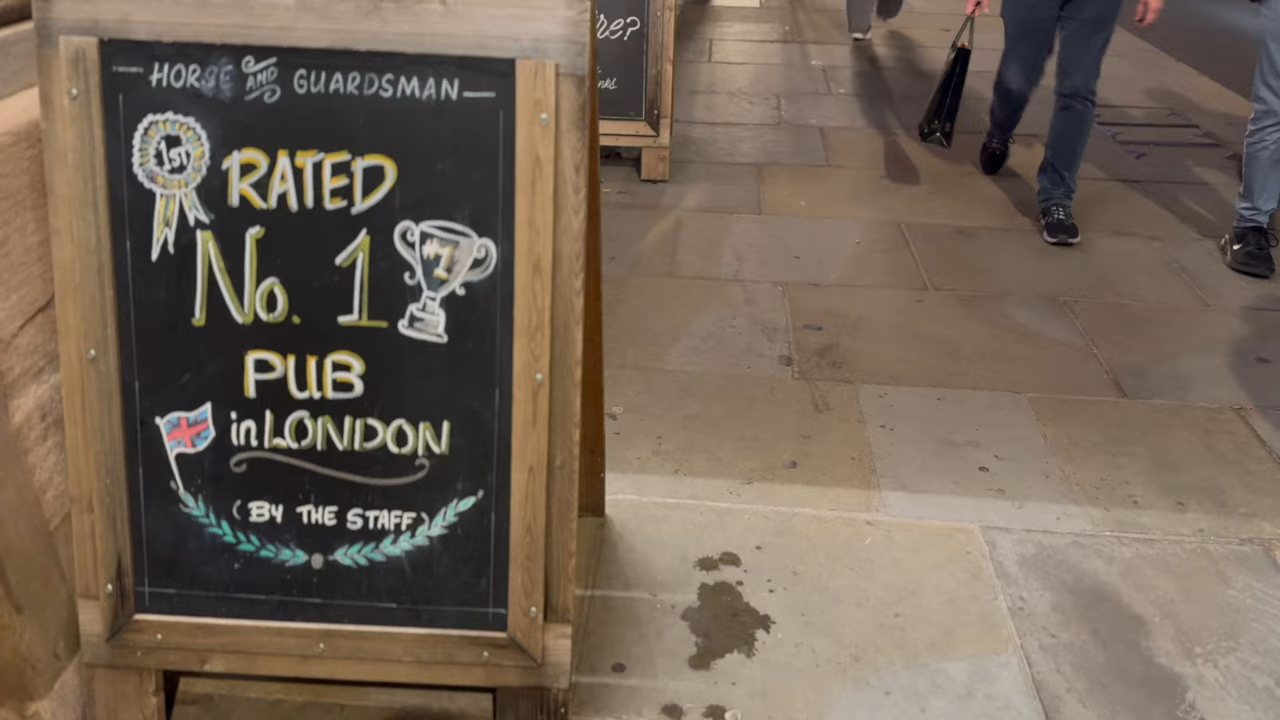 HORSE AND GUARDSMAN
1ST
RATED
No. 1
#1
PUB
in LONDON
(BY THE STAFF)